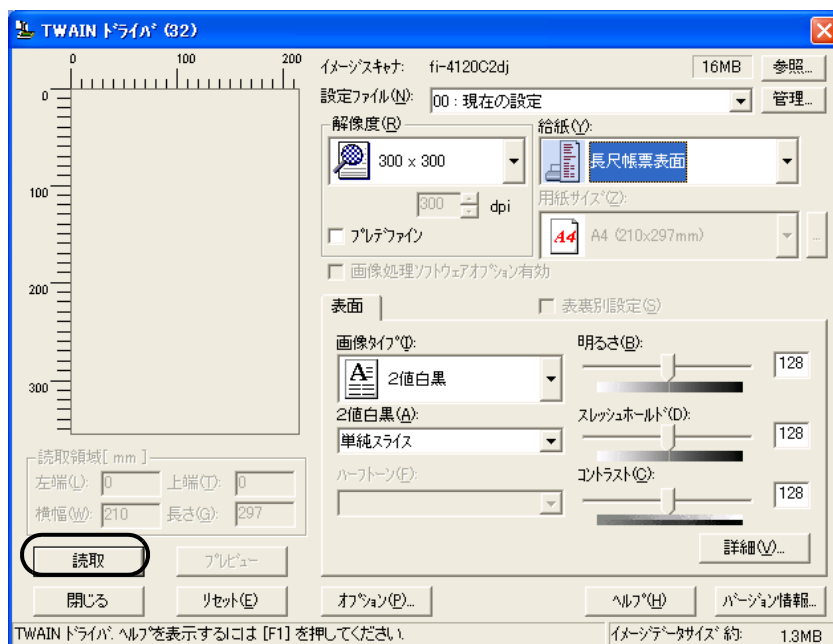 TWAIN ドライバ (32)
0 100 200
イメージスキャナ: fi-4120C2dj 16MB 参照...
設定ファイル(N): 00 : 現在の設定 管理...
解像度(R) 給紙(Y):
300 × 300 長尺帳票表面
300 dpi 用紙サイズ(Z):
プレデファイン A4 A4 (210x297mm) ...
画像処理ソフトウェアオプション有効
表面 表裏別設定(S)
画像タイプ(I): 明るさ(B):
2値白黒 128
2値白黒(A): スレッショホールド(D):
単純スライス 128
ハーフトーン(F): コントラスト(C):
128
詳細(V)...
0
100
200
300
読取領域[ mm ]
左端(L): 0 上端(T): 0
横幅(W): 210 長さ(G): 297
読取 プレビュー
閉じる リセット(E) オプション(P)... ヘルプ(H) バージョン情報...
TWAIN ドライバ. ヘルプを表示するには [F1] を押してください. イメージデータサイズ 約: 1.3MB